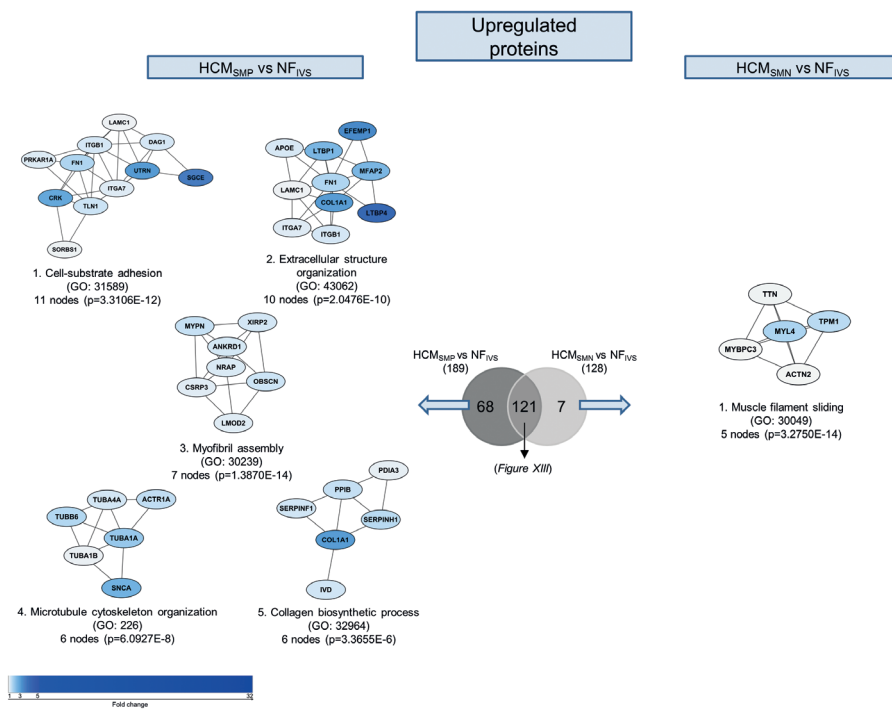 Upregulated
proteins
HCMSMP vs NFIVS
HCMSMN vs NFIVS
LAMC1
ITGB1
DAG1
PRKAR1A
FN1
UTRN
SGCE
ITGA7
CRK
TLN1
SORBS1
1. Cell-substrate adhesion
(GO: 31589)
11 nodes (p=3.3106E-12)
EFEMP1
APOE
LTBP1
MFAP2
FN1
LAMC1
COL1A1
LTBP4
ITGA7
ITGB1
2. Extracellular structure
organization
(GO: 43062)
10 nodes (p=2.0476E-10)
MYPN
XIRP2
ANKRD1
NRAP
CSRP3
OBSCN
LMOD2
3. Myofibril assembly
(GO: 30239)
7 nodes (p=1.3870E-14)
TUBA4A
ACTR1A
TUBB6
TUBA1A
TUBA1B
SNCA
4. Microtubule cytoskeleton organization
(GO: 226)
6 nodes (p=6.0927E-8)
PDIA3
PPIB
SERPINF1
SERPINH1
COL1A1
IVD
5. Collagen biosynthetic process
(GO: 32964)
6 nodes (p=3.3655E-6)
HCMSMP vs NFIVS
(189)
HCMSMN vs NFIVS
(128)
68
121
7
(Figure XIII)
TTN
TPM1
MYL4
MYBPC3
ACTN2
1. Muscle filament sliding
(GO: 30049)
5 nodes (p=3.2750E-14)
1 3 5 32
Fold change